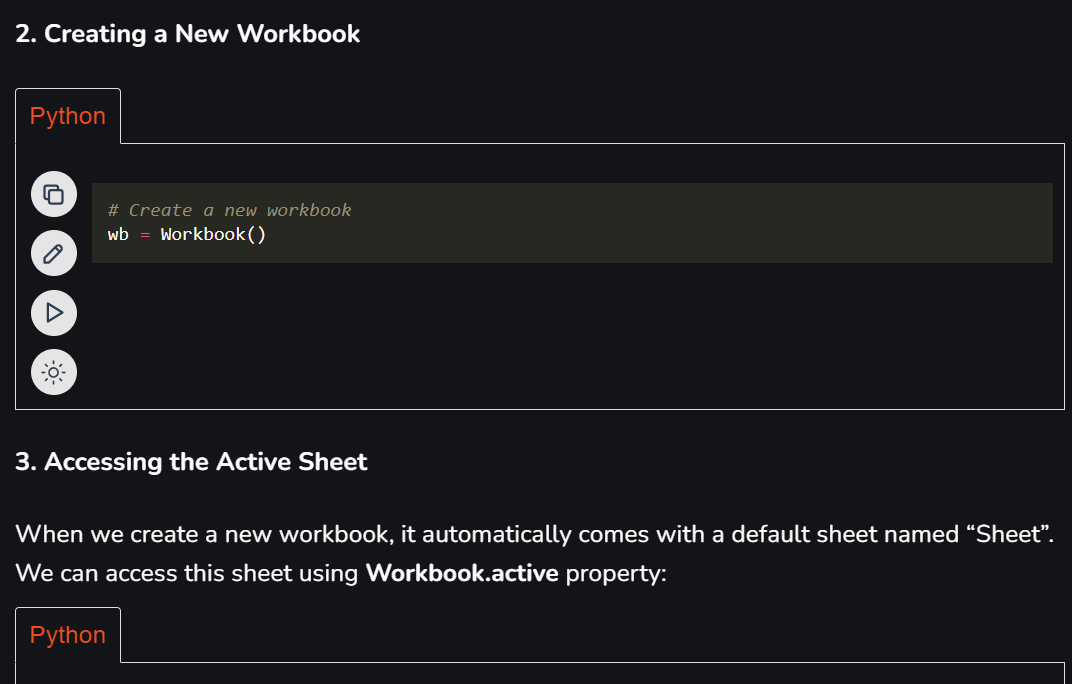 2. Creating a New Workbook
Python
# Create a new workbook
wb = Workbook()
3. Accessing the Active Sheet
When we create a new workbook, it automatically comes with a default sheet named “Sheet”.
We can access this sheet using Workbook.active property:
Python